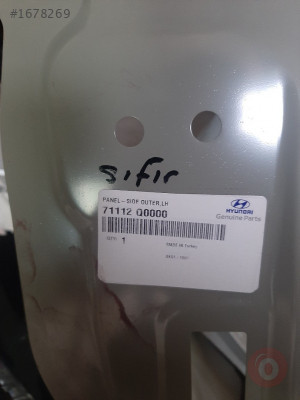 #1678269
sıfır
PANEL - SIDE OUTER,LH
71112 Q0000
HYUNDAI
Genuine Parts
1